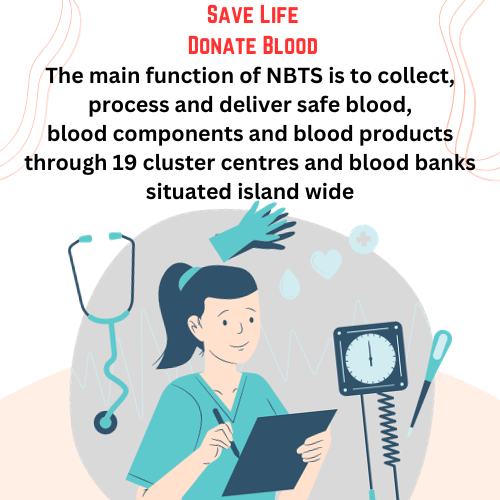 Save Life
Donate Blood
The main function of NBTS is to collect,
process and deliver safe blood,
blood components and blood products
through 19 cluster centres and blood banks
situated island wide